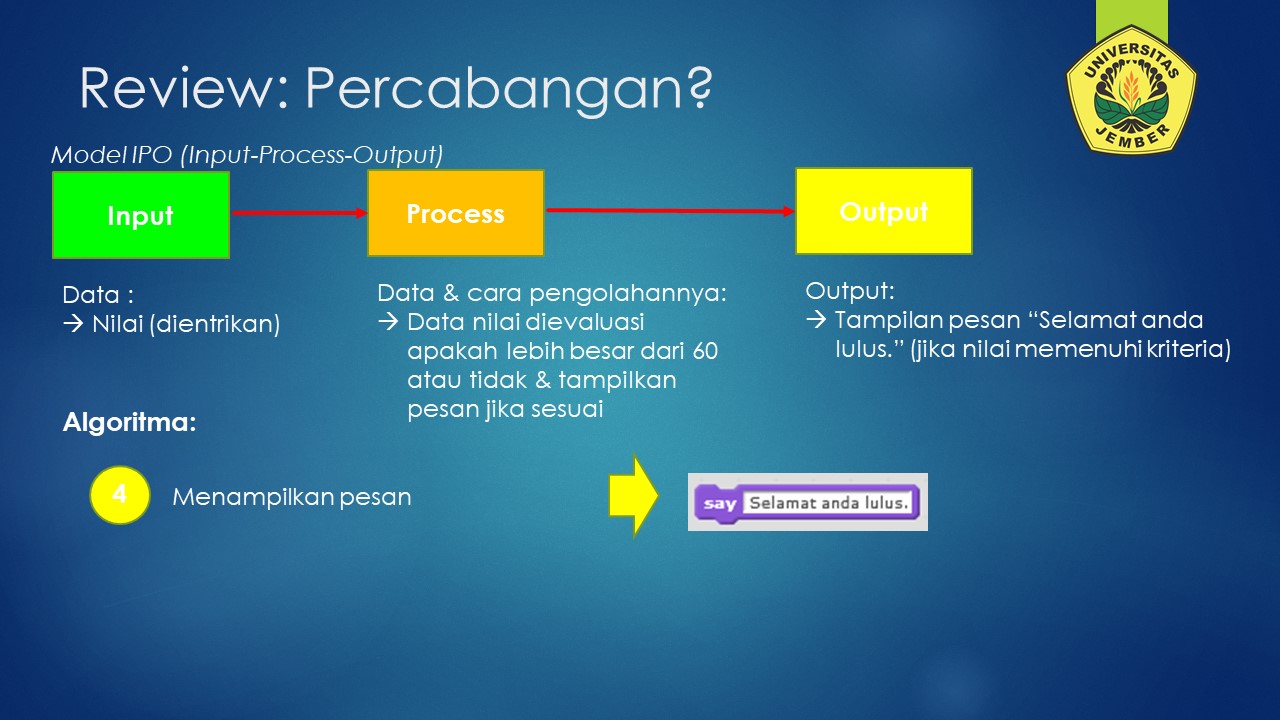 Review: Percabangan?
UNIVERSITAS
JEMBER
Model IPO (Input-Process-Output)
Input
Process
Output
Data :
→ Nilai (dientrikan)
Data & cara pengolahannya:
→ Data nilai dievaluasi
apakah lebih besar dari 60
atau tidak & tampilkan
pesan jika sesuai
Output:
→ Tampilan pesan “Selamat anda
lulus.” (jika nilai memenuhi kriteria)
Algoritma:
4
Menampilkan pesan
say Selamat anda lulus.